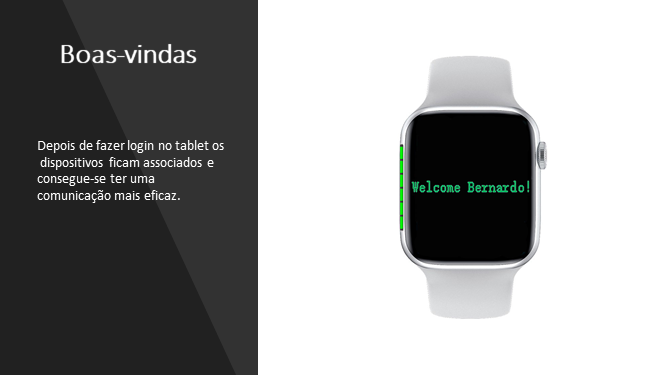 Boas-vindas
Depois de fazer login no tablet os
dispositivos ficam associados e
consegue-se ter uma
comunicação mais eficaz.
Welcome Bernardo!